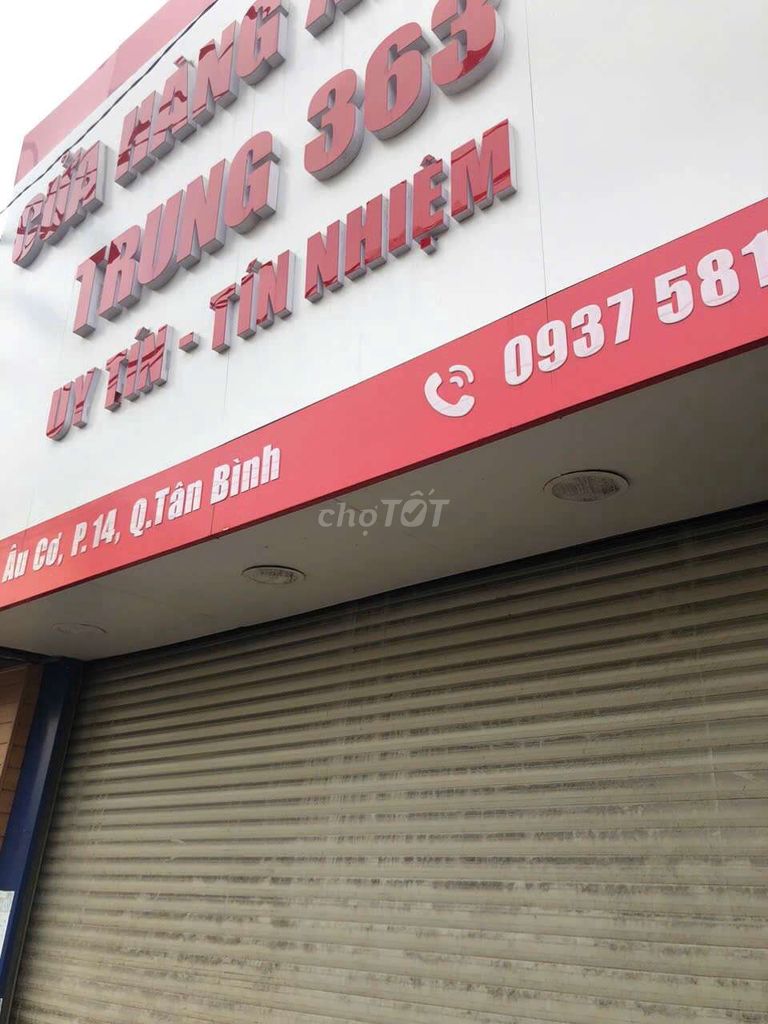 CỬA HÀNG
TRUNG 363
UY TÍN - TÍN NHIỆM
0937 581
Âu Cơ, P.14, Q.Tân Bình
chợTỐT